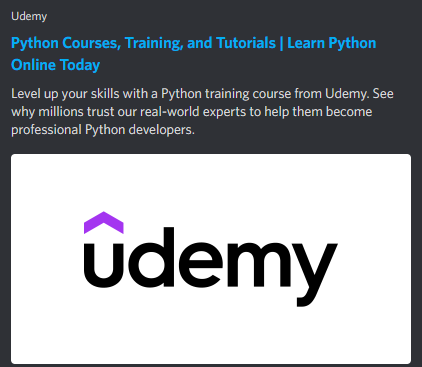 Udemy
Python Courses, Training, and Tutorials | Learn Python
Online Today
Level up your skills with a Python training course from Udemy. See
why millions trust our real-world experts to help them become
professional Python developers.
udemy